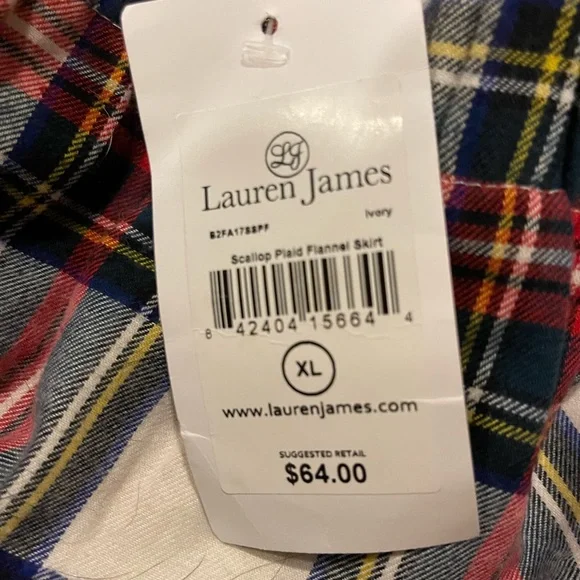 LJ
Lauren James
B2FA17SSPF Ivory
Scallop Plaid Flannel Skirt
8 42404 15664 4
XL
www.laurenjames.com
SUGGESTED RETAIL
$64.00